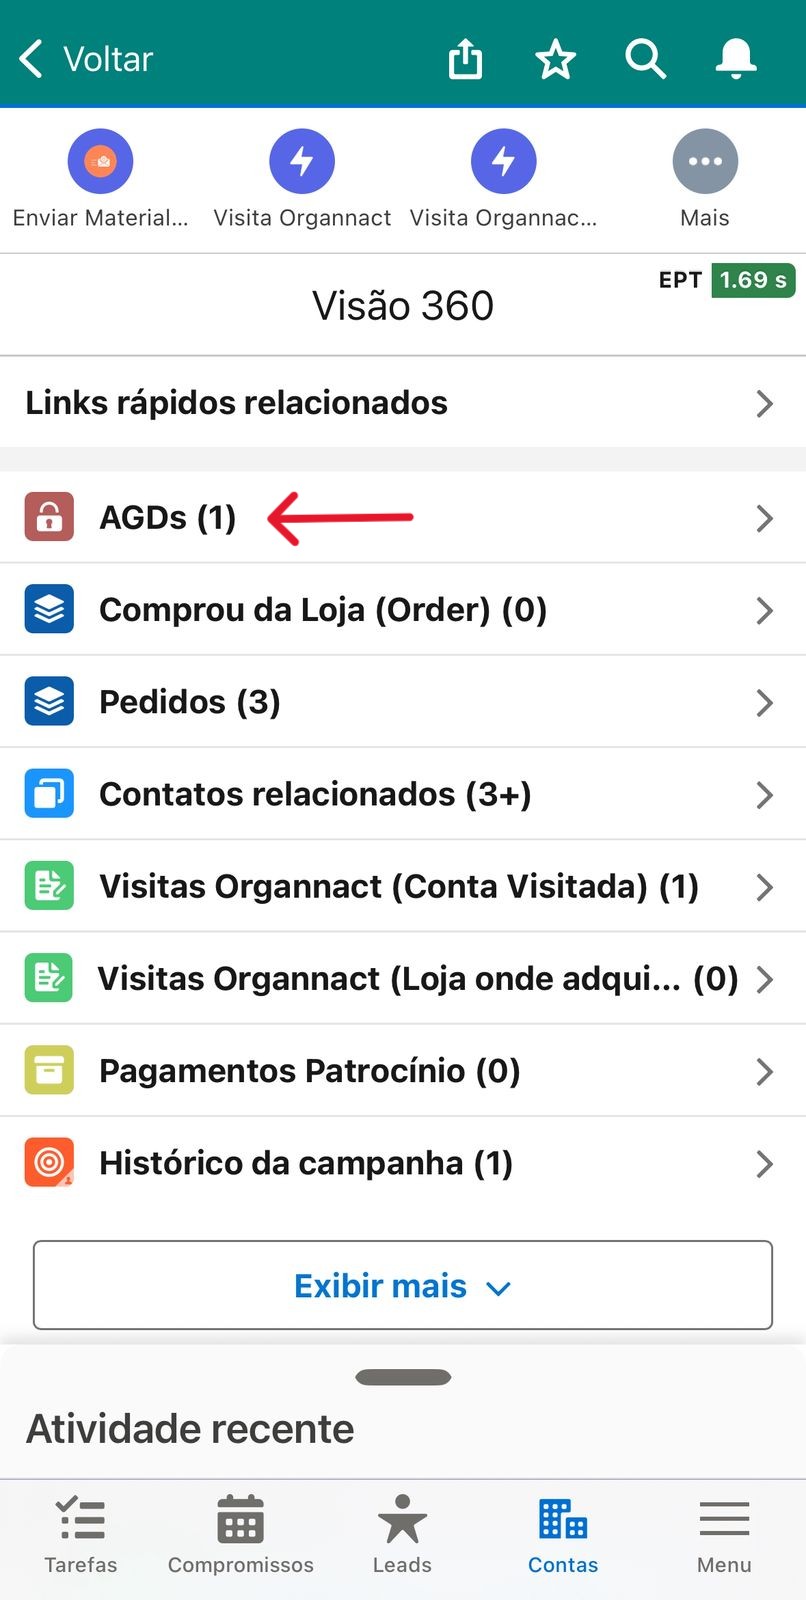 Voltar
Enviar Material...
Visita Organnact
Visita Organnac...
Mais
Visão 360
EPT 1.69 s
Links rápidos relacionados
AGDs (1)
Comprou da Loja (Order) (0)
Pedidos (3)
Contatos relacionados (3+)
Visitas Organnact (Conta Visitada) (1)
Visitas Organnact (Loja onde adqui... (0)
Pagamentos Patrocínio (0)
Histórico da campanha (1)
Exibir mais
Atividade recente
Tarefas
Compromissos
Leads
Contas
Menu